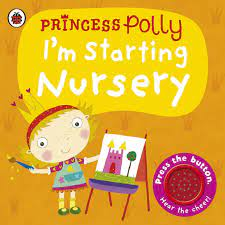 PRINCESS POLLY
I'm Starting
Nursery
Press the button.
Hear the cheer!